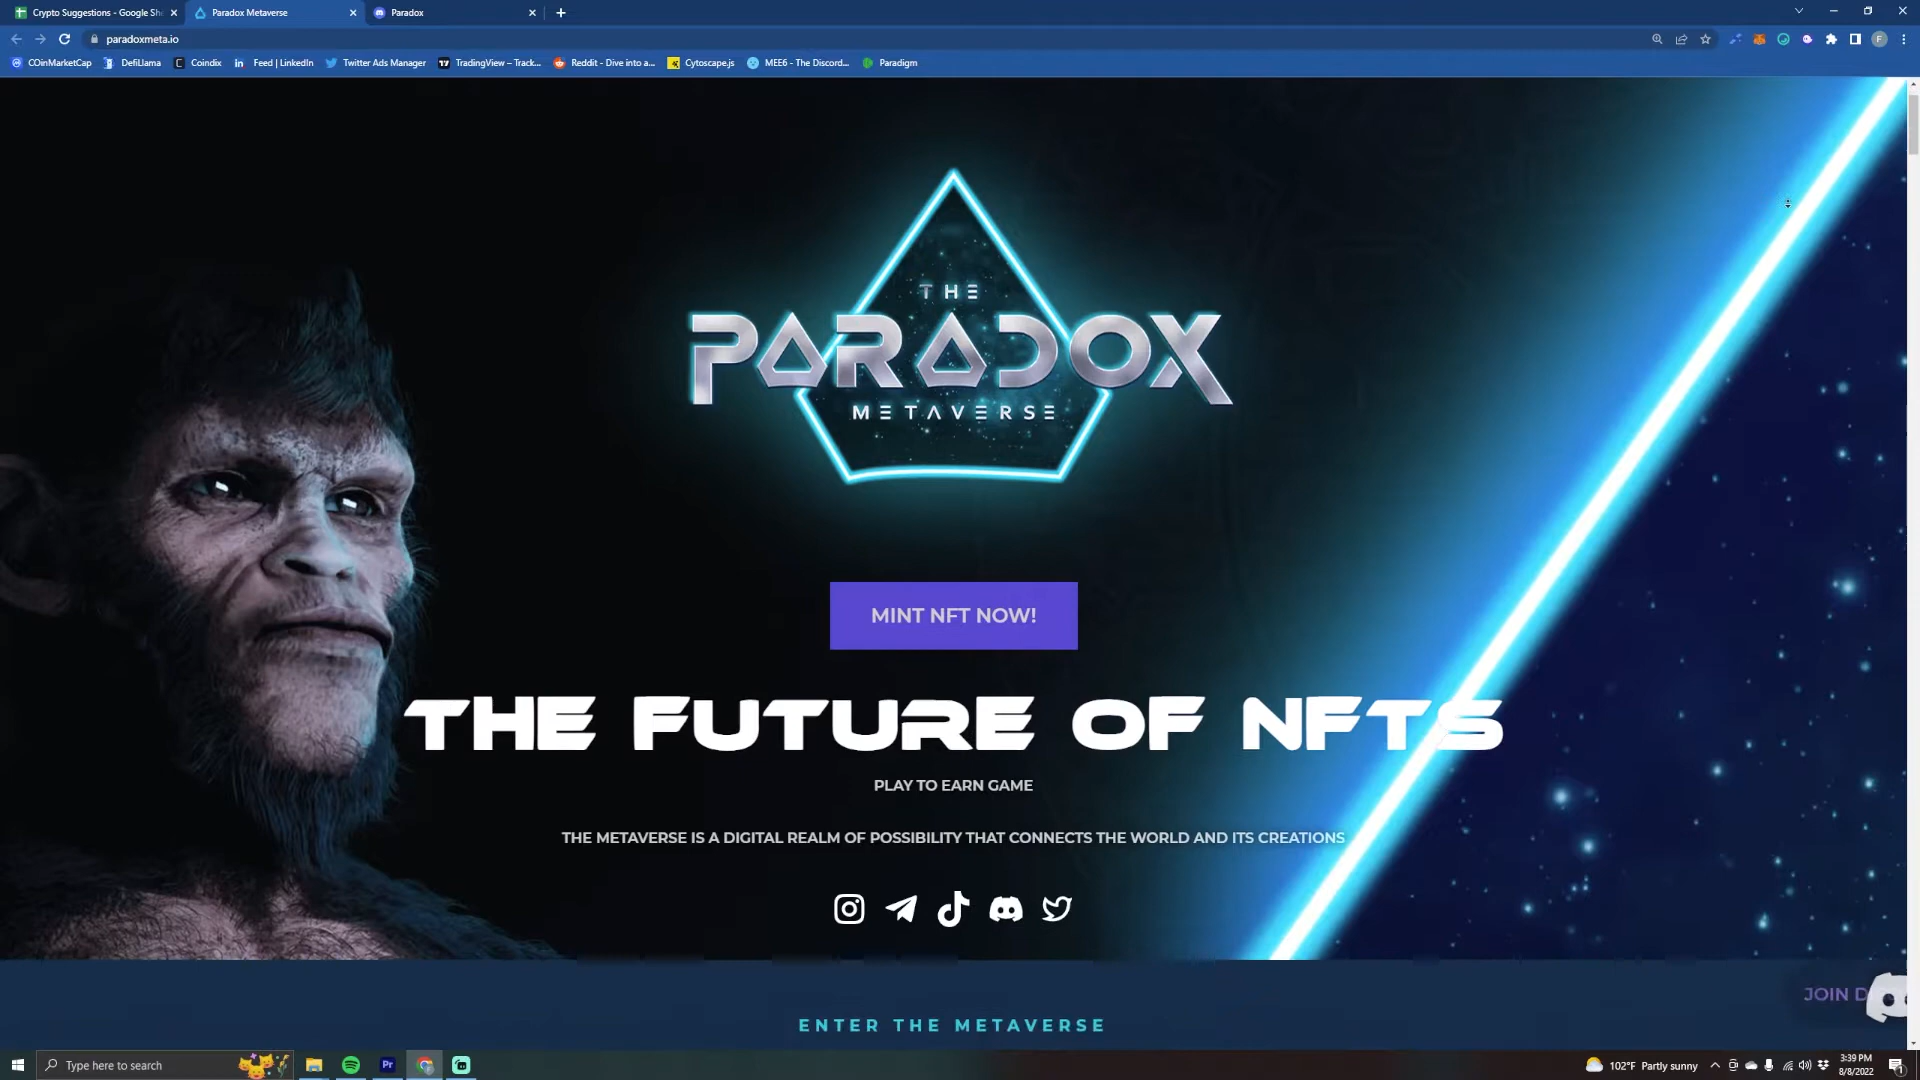 Crypto Suggestions - Google She
Paradox Metaverse
Paradox
paradoxmeta.io
COinMarketCap
DefiLlama
Coindix
Feed | LinkedIn
Twitter Ads Manager
TradingView – Track...
Reddit - Dive into a...
Cytoscape.js
MEE6 - The Discord...
Paradigm
THE
PARADOX
METAVERSE
MINT NFT NOW!
THE FUTURE OF NFTS
PLAY TO EARN GAME
THE METAVERSE IS A DIGITAL REALM OF POSSIBILITY THAT CONNECTS THE WORLD AND ITS CREATIONS
JOIN D
ENTER THE METAVERSE
Type here to search
Pr
102°F Partly sunny
3:39 PM
8/8/2022